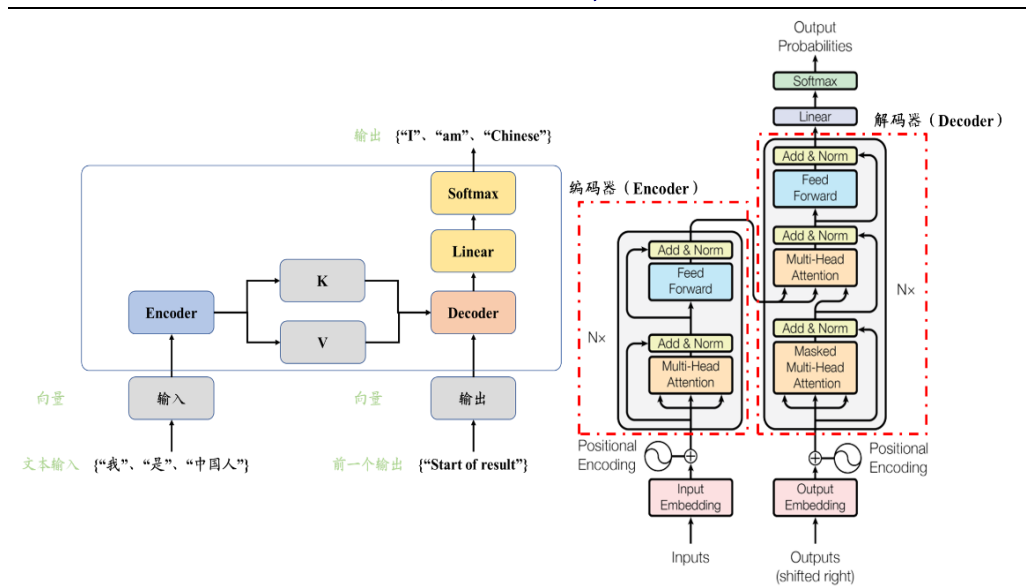 输出 {“I”、“am”、“Chinese”}
Softmax
Linear
Encoder
K
V
Decoder
向量
输入
向量
输出
文本输入 {“我”、“是”、“中国人”}
前一个输出 {“Start of result”}
编码器（Encoder）
解码器（Decoder）
Output
Probabilities
Softmax
Linear
Add & Norm
Feed
Forward
Add & Norm
Multi-Head
Attention
Add & Norm
Masked
Multi-Head
Attention
N×
Add & Norm
Feed
Forward
Add & Norm
Multi-Head
Attention
N×
Positional
Encoding
Positional
Encoding
Input
Embedding
Output
Embedding
Inputs
Outputs
(shifted right)